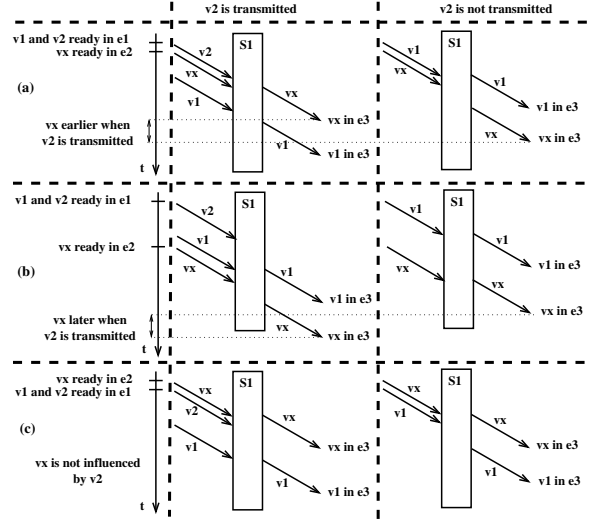 v2 is transmitted
v2 is not transmitted
v1 and v2 ready in e1
vx ready in e2
(a)
vx earlier when
v2 is transmitted
t
S1
v2
vx
v1
vx
vx in e3
v1
v1 in e3
S1
v1
vx
v1
v1 in e3
vx
vx in e3
v1 and v2 ready in e1
vx ready in e2
(b)
vx later when
v2 is transmitted
t
S1
v2
v1
vx
v1
v1 in e3
vx
vx in e3
S1
v1
vx
v1
v1 in e3
vx
vx in e3
vx ready in e2
v1 and v2 ready in e1
(c)
vx is not influenced
by v2
t
S1
vx
v2
v1
vx
vx in e3
v1
v1 in e3
S1
vx
v1
vx
vx in e3
v1
v1 in e3